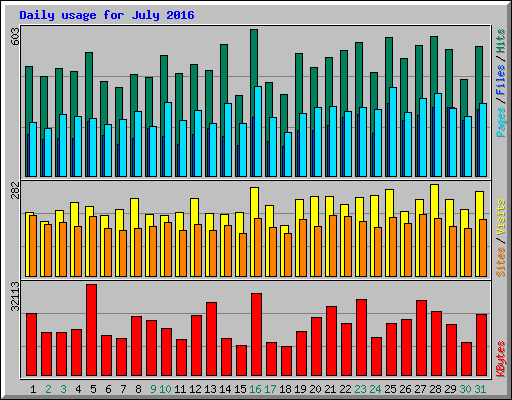 Daily usage for July 2016
603
Pages / Files / Hits
282
Sites / Visits
32113
KBytes
1 2 3 4 5 6 7 8 9 10 11 12 13 14 15 16 17 18 19 20 21 22 23 24 25 26 27 28 29 30 31